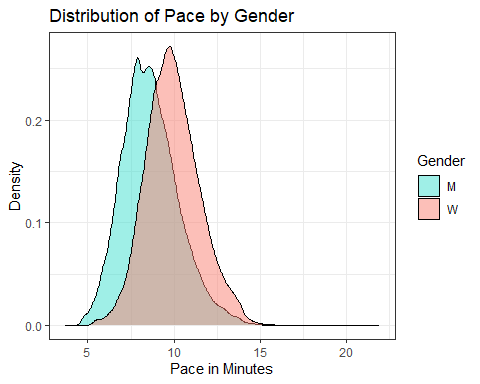 Distribution of Pace by Gender
Density
0.2
0.1
0.0
5 10 15 20
Pace in Minutes
Gender
M
W